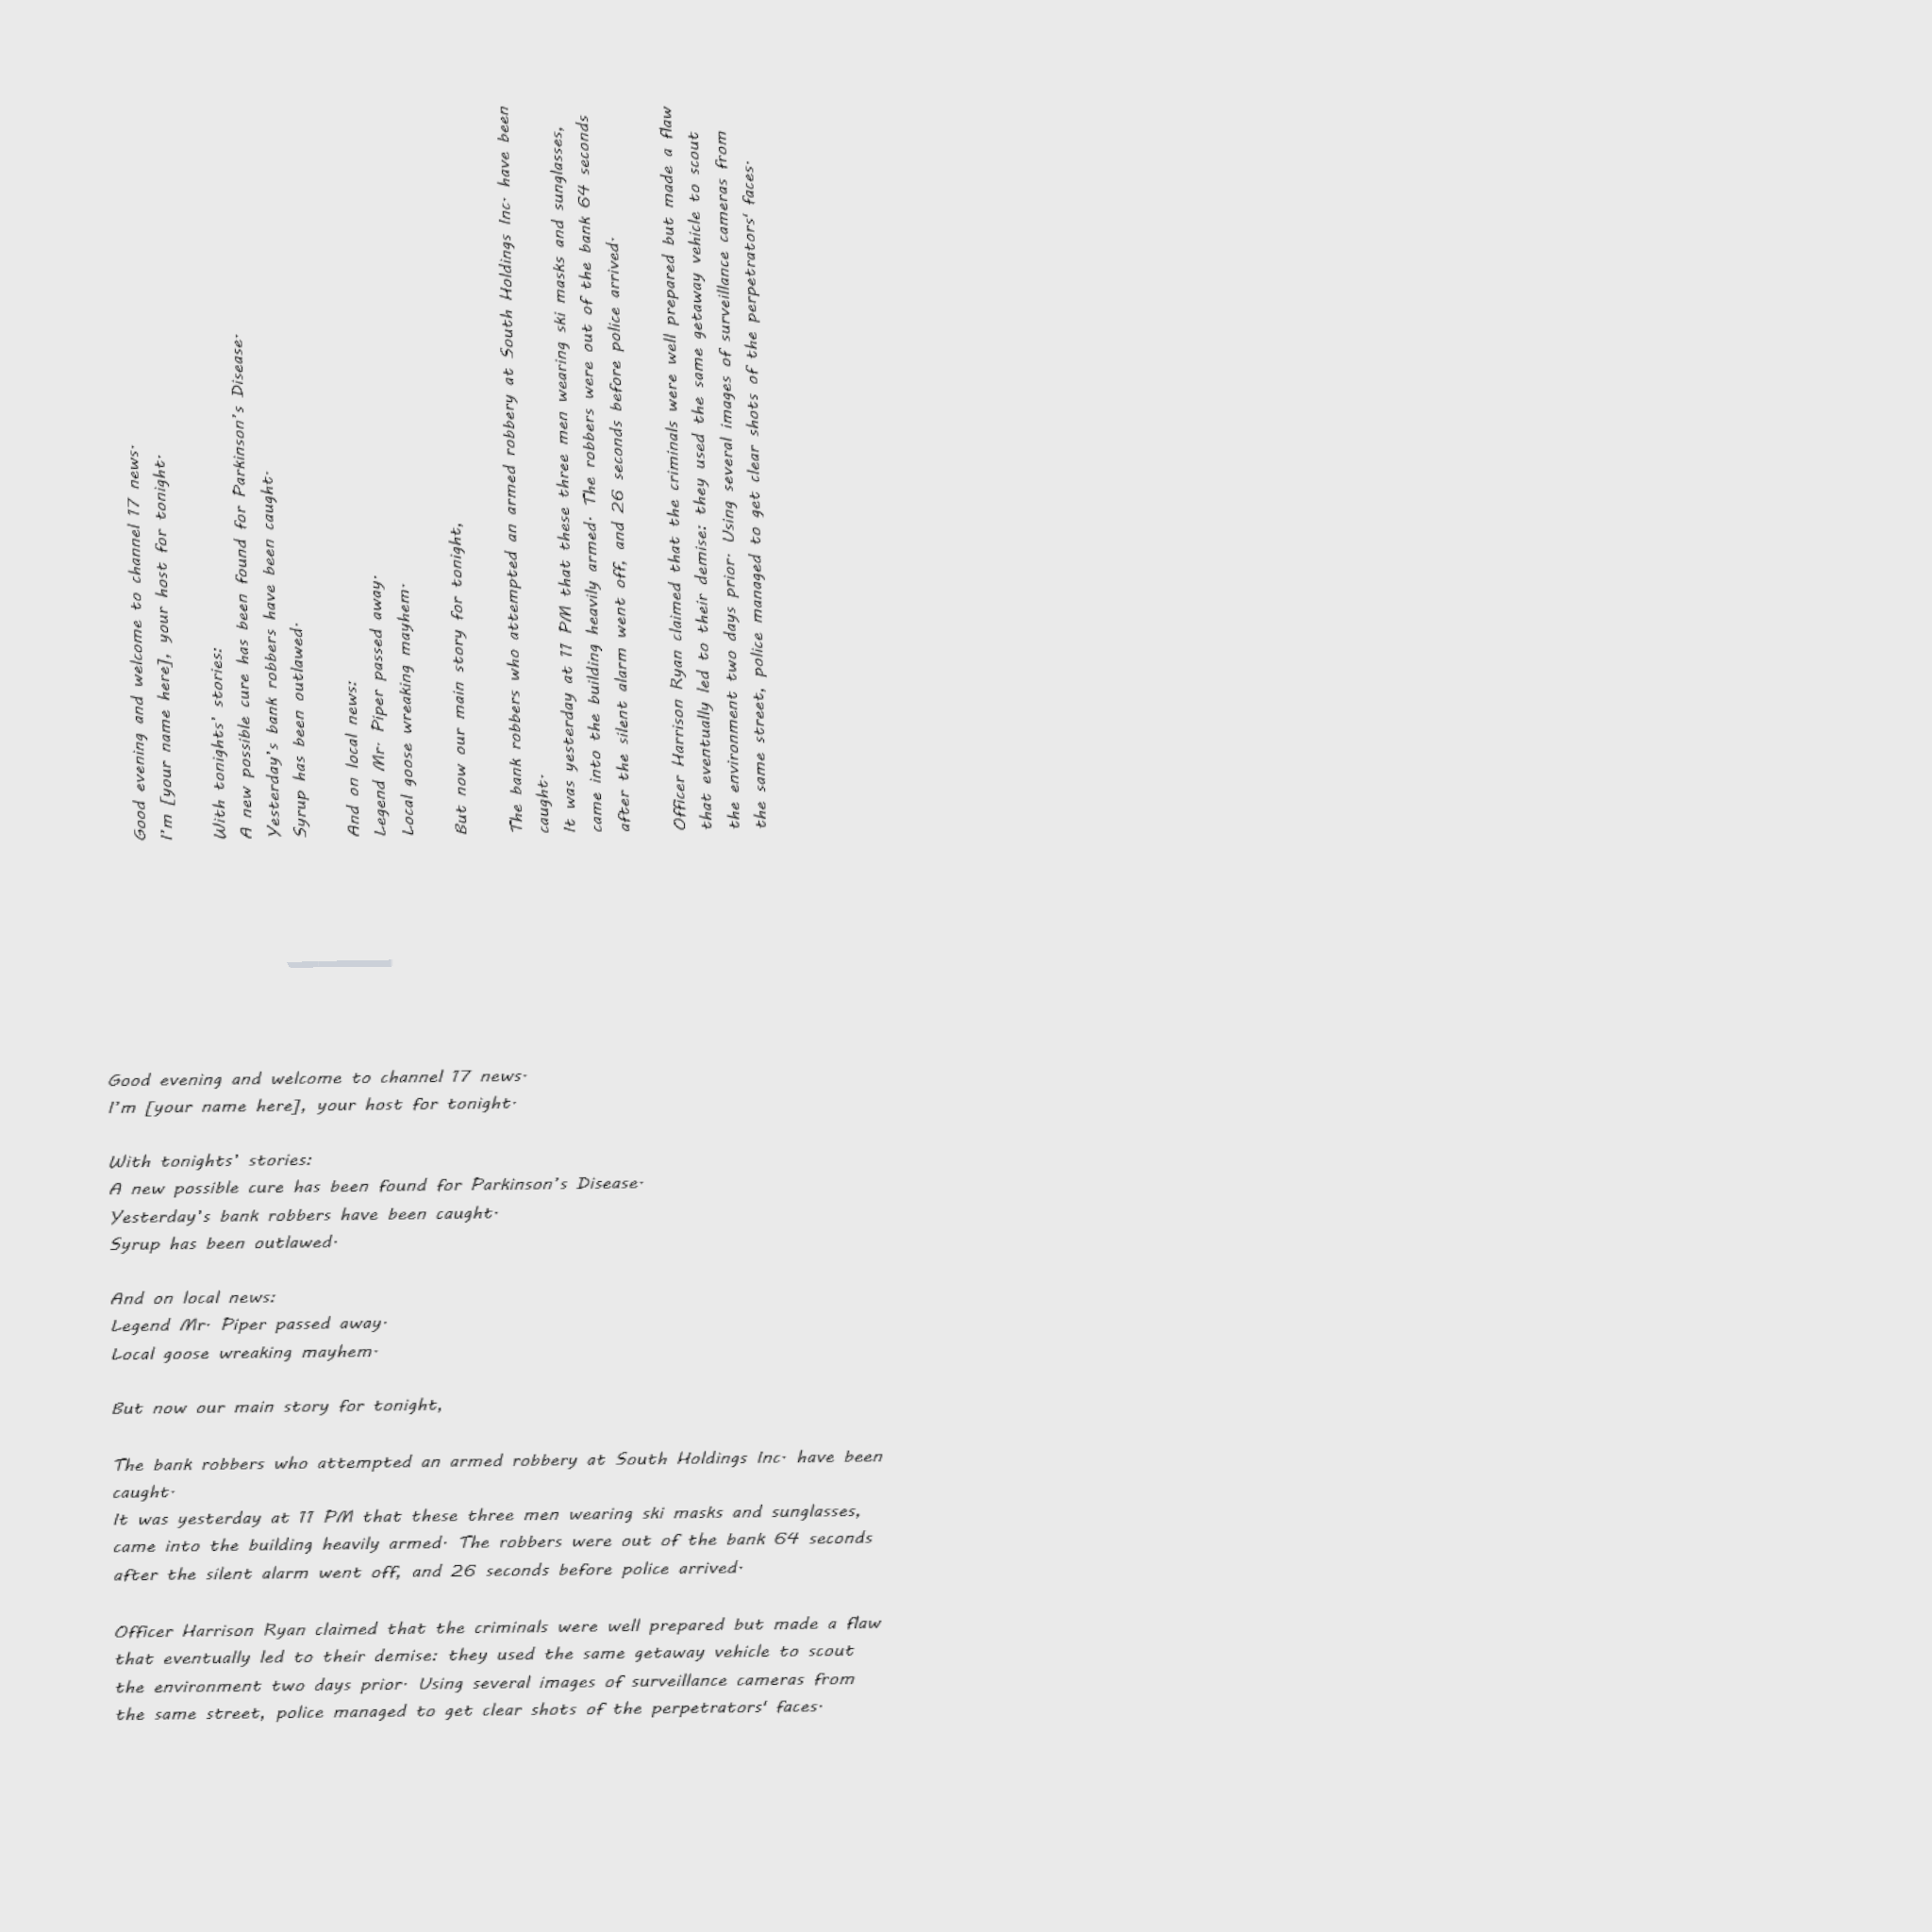 Good evening and welcome to channel 17 news.
I'm [your name here], your host for tonight.
With tonights' stories:
A new possible cure has been found for Parkinson's Disease.
Yesterday's bank robbers have been caught.
Syrup has been outlawed.
And on local news:
Legend Mr. Piper passed away.
Local goose wreaking mayhem.
But now our main story for tonight,
The bank robbers who attempted an armed robbery at South Holdings Inc. have been
caught.
It was yesterday at 11 PM that these three men wearing ski masks and sunglasses,
came into the building heavily armed. The robbers were out of the bank 64 seconds
after the silent alarm went off, and 26 seconds before police arrived.
Officer Harrison Ryan claimed that the criminals were well prepared but made a flaw
that eventually led to their demise: they used the same getaway vehicle to scout
the environment two days prior. Using several images of surveillance cameras from
the same street, police managed to get clear shots of the perpetrators' faces.
Good evening and welcome to channel 17 news.
I'm [your name here], your host for tonight.
With tonights' stories:
A new possible cure has been found for Parkinson's Disease.
Yesterday's bank robbers have been caught.
Syrup has been outlawed.
And on local news:
Legend Mr. Piper passed away.
Local goose wreaking mayhem.
But now our main story for tonight,
The bank robbers who attempted an armed robbery at South Holdings Inc. have been
caught.
It was yesterday at 11 PM that these three men wearing ski masks and sunglasses,
came into the building heavily armed. The robbers were out of the bank 64 seconds
after the silent alarm went off, and 26 seconds before police arrived.
Officer Harrison Ryan claimed that the criminals were well prepared but made a flaw
that eventually led to their demise: they used the same getaway vehicle to scout
the environment two days prior. Using several images of surveillance cameras from
the same street, police managed to get clear shots of the perpetrators' faces.